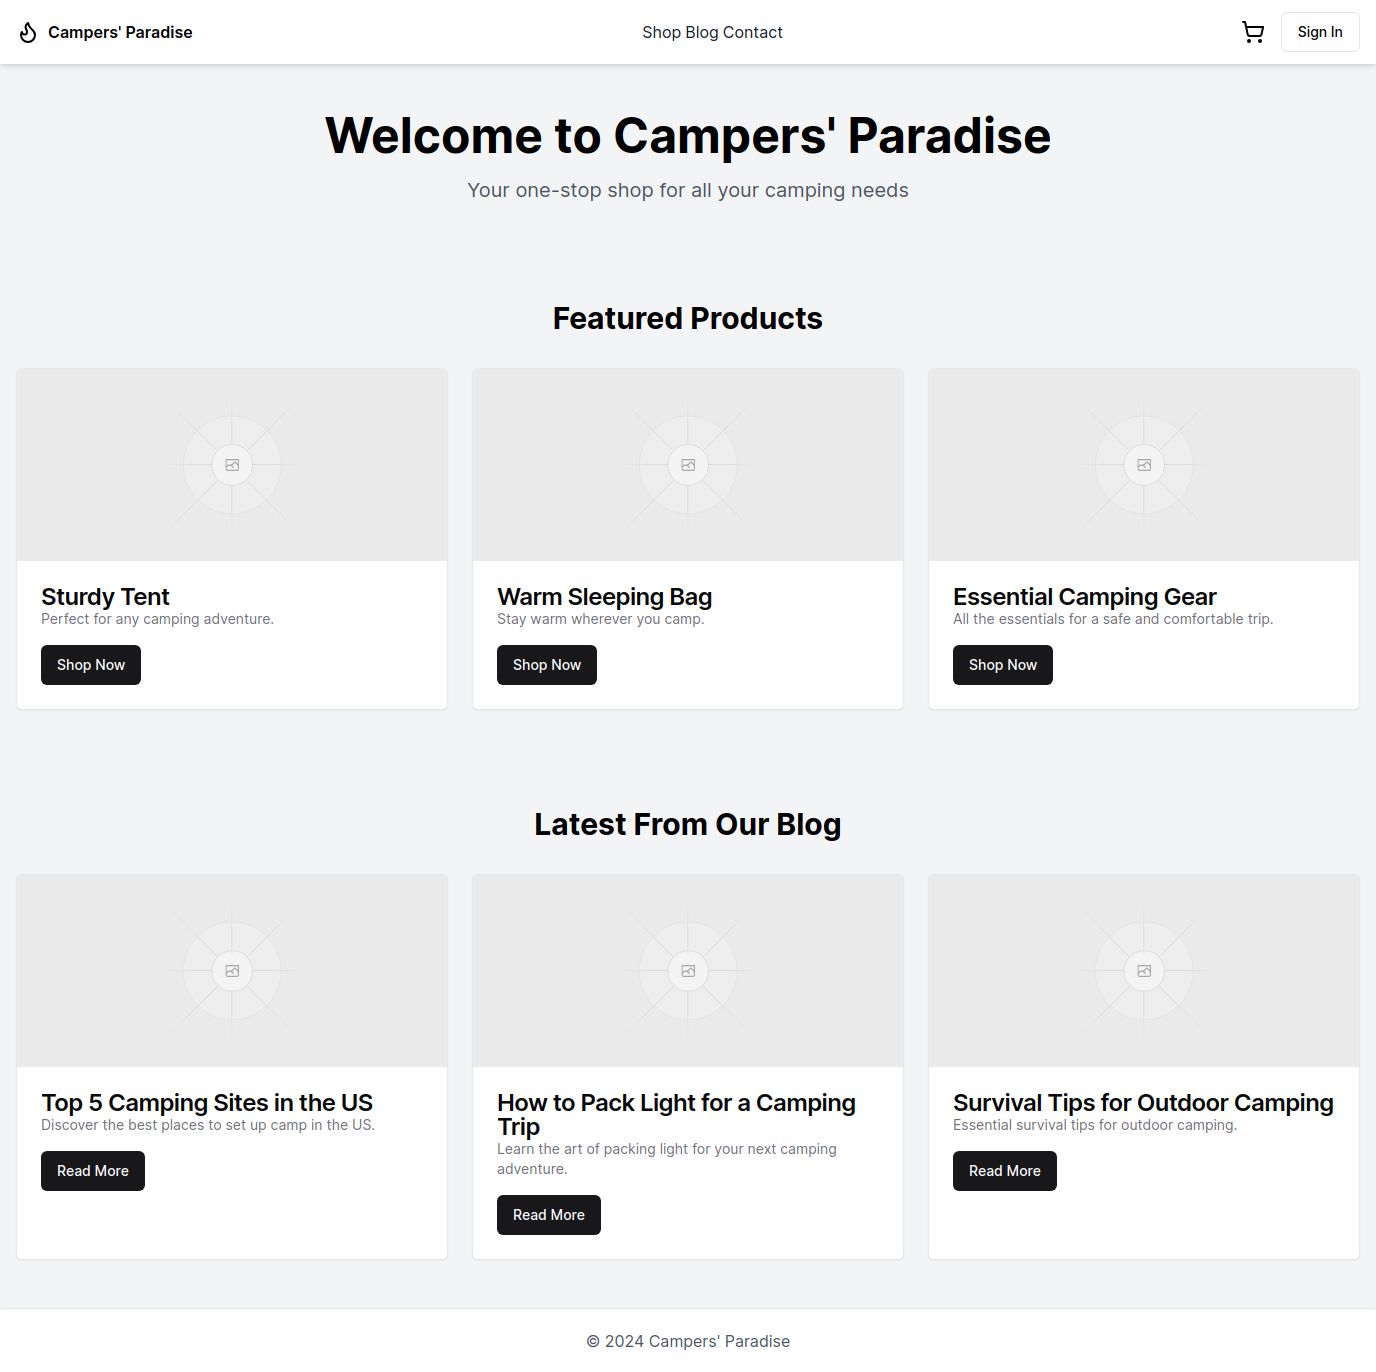 Campers' Paradise
Shop Blog Contact
Sign In
Welcome to Campers' Paradise
Your one-stop shop for all your camping needs
Featured Products
Sturdy Tent
Perfect for any camping adventure.
Shop Now
Warm Sleeping Bag
Stay warm wherever you camp.
Shop Now
Essential Camping Gear
All the essentials for a safe and comfortable trip.
Shop Now
Latest From Our Blog
Top 5 Camping Sites in the US
Discover the best places to set up camp in the US.
Read More
How to Pack Light for a Camping
Trip
Learn the art of packing light for your next camping
adventure.
Read More
Survival Tips for Outdoor Camping
Essential survival tips for outdoor camping.
Read More
© 2024 Campers' Paradise